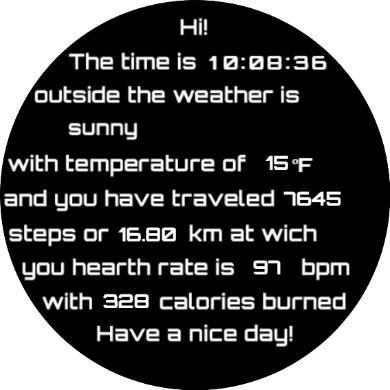 Hi!
The time is 10:08:36
outside the weather is
sunny
with temperature of 15 °F
and you have traveled 7645
steps or 16.80 km at wich
you hearth rate is 97 bpm
with 328 calories burned
Have a nice day!